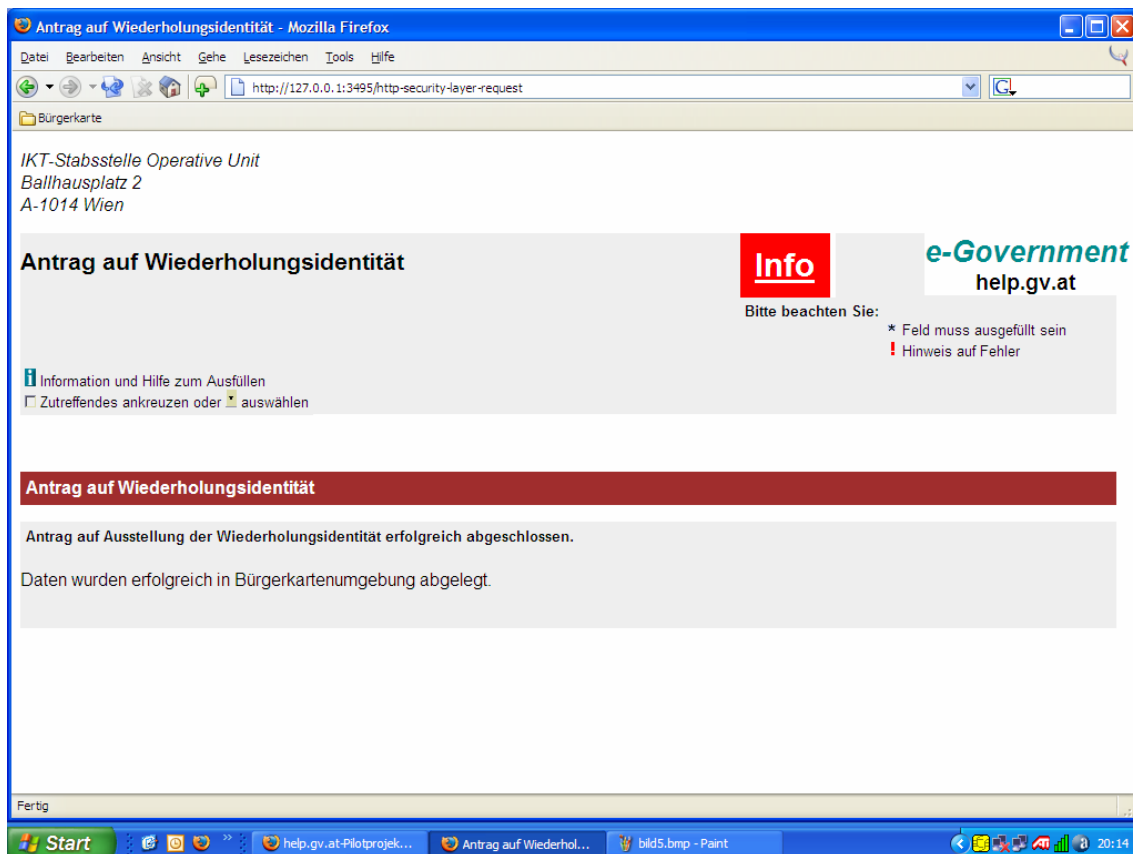 Antrag auf Wiederholungsidentität - Mozilla Firefox
Datei Bearbeiten Ansicht Gehe Lesezeichen Tools Hilfe
http://127.0.0.1:3495/http-security-layer-request
G
Bürgerkarte
IKT-Stabsstelle Operative Unit
Ballhausplatz 2
A-1014 Wien
Antrag auf Wiederholungsidentität
Info
e-Government
help.gv.at
Bitte beachten Sie:
* Feld muss ausgefüllt sein
! Hinweis auf Fehler
i Information und Hilfe zum Ausfüllen
Zutreffendes ankreuzen oder auswählen
Antrag auf Wiederholungsidentität
Antrag auf Ausstellung der Wiederholungsidentität erfolgreich abgeschlossen.
Daten wurden erfolgreich in Bürgerkartenumgebung abgelegt.
Fertig
Start » help.gv.at-Pilotprojek... Antrag auf Wiederhol... bild5.bmp - Paint ATI 20:14